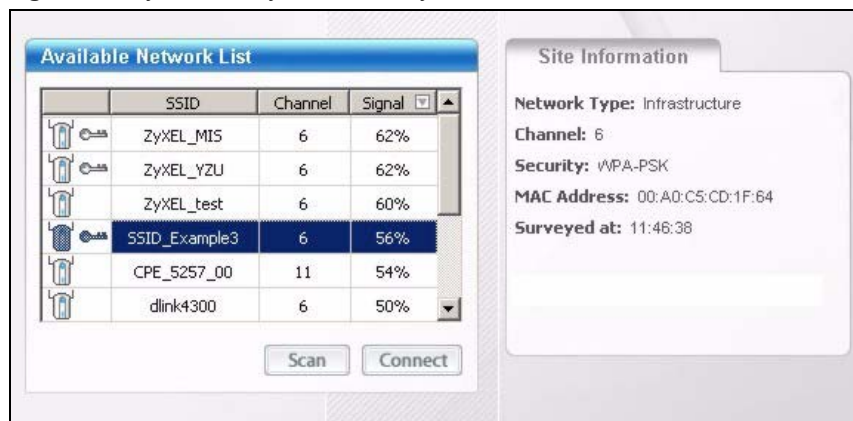 Available Network List
SSID Channel Signal
ZyXEL_MIS 6 62%
ZyXEL_YZU 6 62%
ZyXEL_test 6 60%
SSID_Example3 6 56%
CPE_5257_00 11 54%
dlink4300 6 50%
Scan Connect
Site Information
Network Type: Infrastructure
Channel: 6
Security: WPA-PSK
MAC Address: 00:A0:C5:CD:1F:64
Surveyed at: 11:46:38